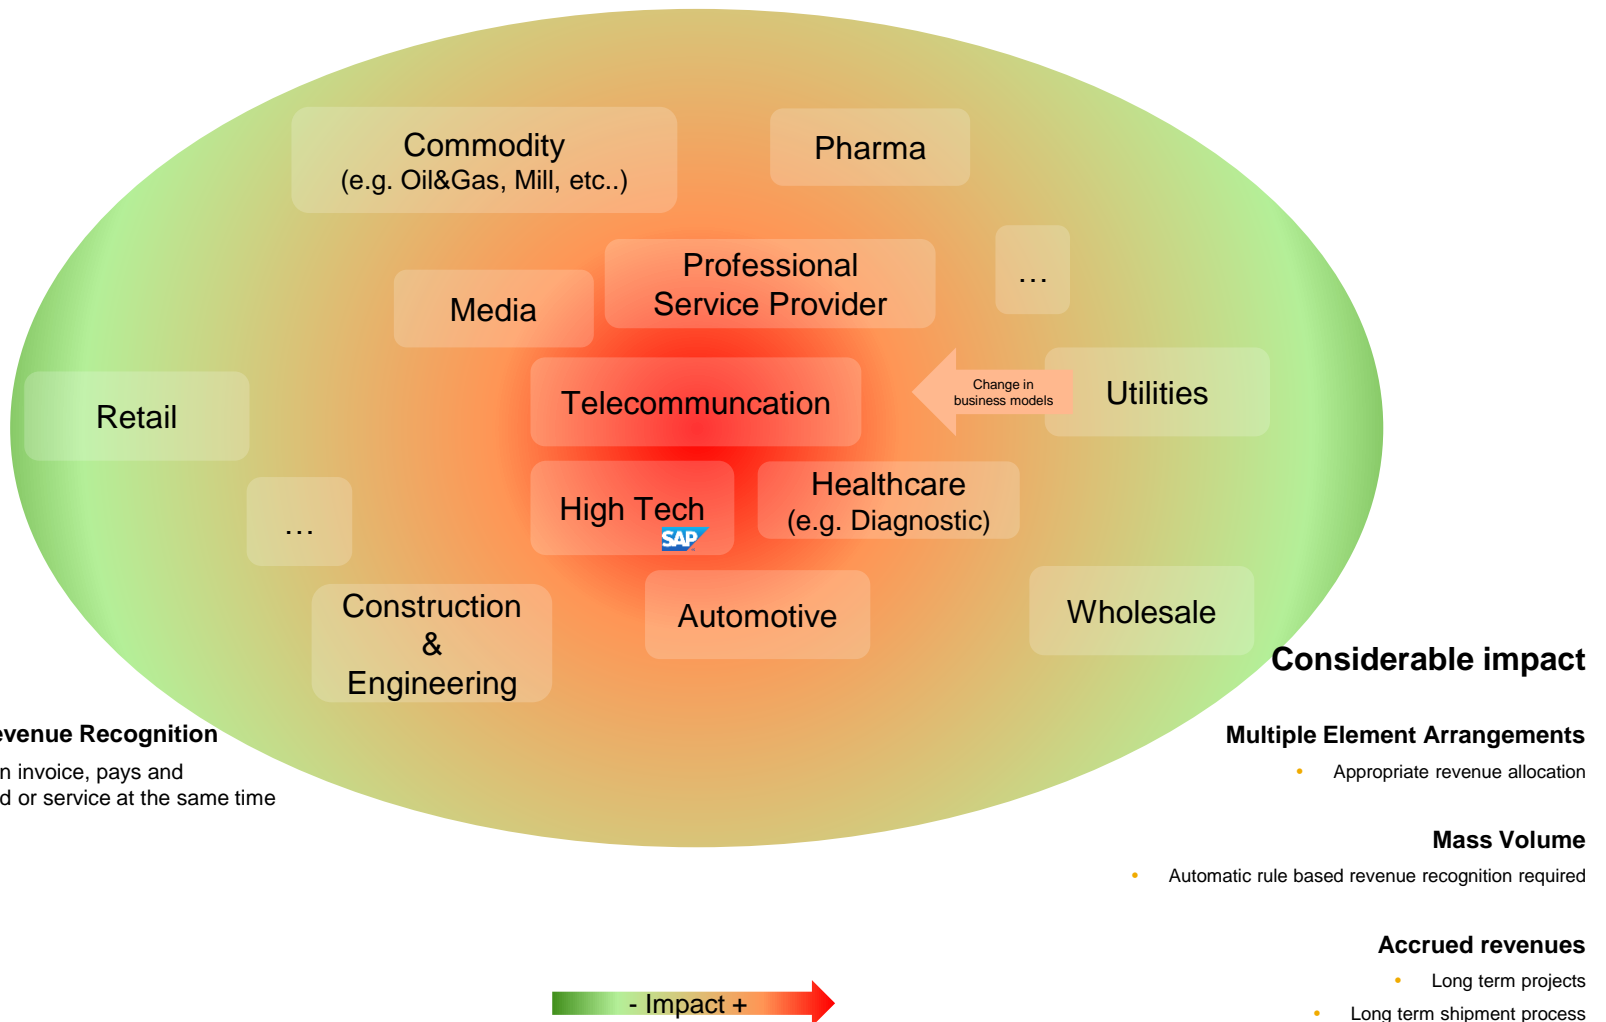 Commodity
(e.g. Oil&Gas, Mill, etc..)
Pharma
Professional
Service Provider
...
Media
Telecommuncation
Change in
business models
Utilities
Retail
High Tech
SAP
Healthcare
(e.g. Diagnostic)
...
Construction
&
Engineering
Automotive
Wholesale
Considerable impact
evenue Recognition
n invoice, pays and
d or service at the same time
Multiple Element Arrangements
• Appropriate revenue allocation
Mass Volume
• Automatic rule based revenue recognition required
Accrued revenues
• Long term projects
• Long term shipment process
- Impact +